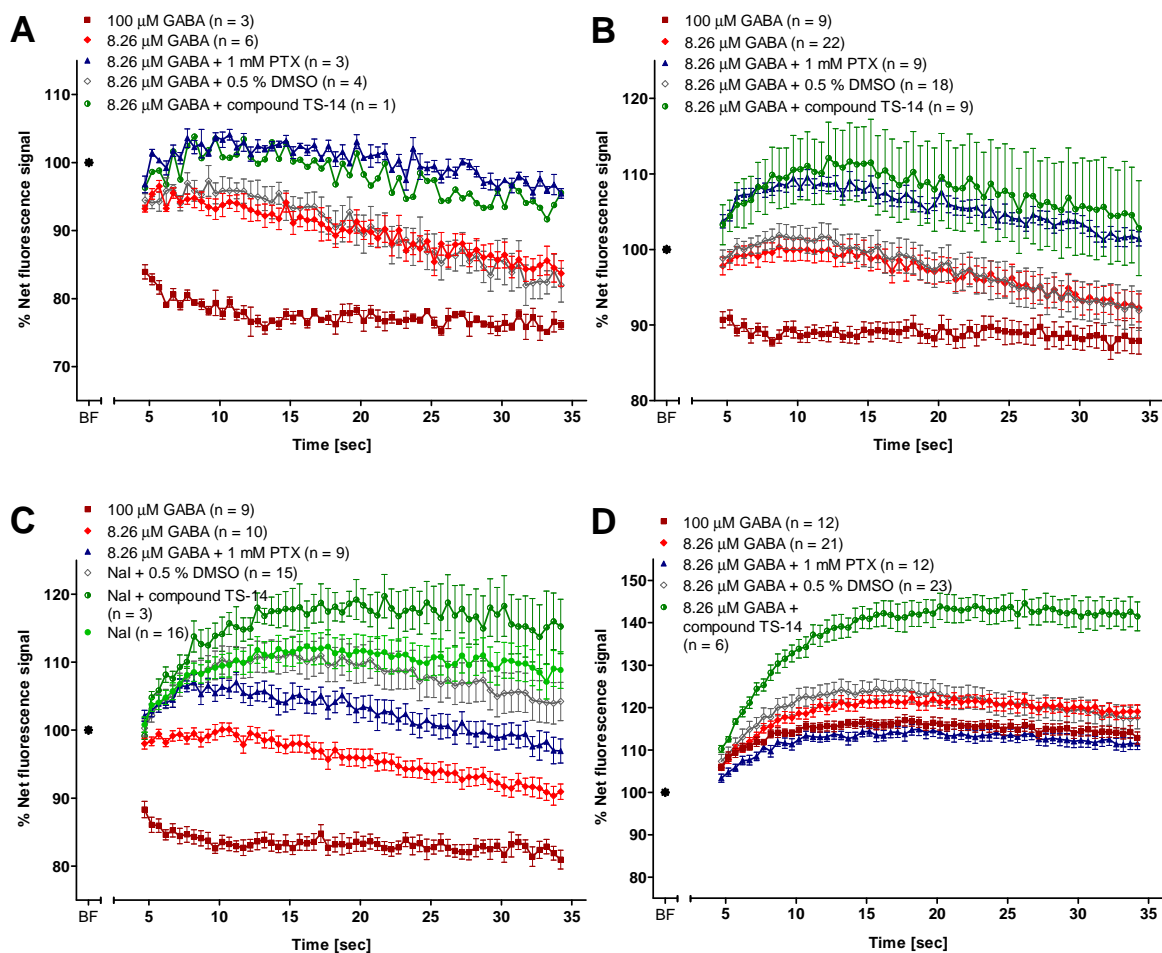 A
100 µM GABA (n = 3)
8.26 µM GABA (n = 6)
8.26 µM GABA + 1 mM PTX (n = 3)
8.26 µM GABA + 0.5 % DMSO (n = 4)
8.26 µM GABA + compound TS-14 (n = 1)
% Net fluorescence signal
110
100
90
80
70
BF
5 10 15 20 25 30 35
Time [sec]
B
100 µM GABA (n = 9)
8.26 µM GABA (n = 22)
8.26 µM GABA + 1 mM PTX (n = 9)
8.26 µM GABA + 0.5 % DMSO (n = 18)
8.26 µM GABA + compound TS-14 (n = 9)
% Net fluorescence signal
120
110
100
90
80
BF
5 10 15 20 25 30 35
Time [sec]
C
100 µM GABA (n = 9)
8.26 µM GABA (n = 10)
8.26 µM GABA + 1 mM PTX (n = 9)
NaI + 0.5 % DMSO (n = 15)
NaI + compound TS-14
(n = 3)
NaI (n = 16)
% Net fluorescence signal
120
110
100
90
80
BF
5 10 15 20 25 30 35
Time [sec]
D
100 µM GABA (n = 12)
8.26 µM GABA (n = 21)
8.26 µM GABA + 1 mM PTX (n = 12)
8.26 µM GABA + 0.5 % DMSO (n = 23)
8.26 µM GABA +
compound TS-14
(n = 6)
% Net fluorescence signal
150
140
130
120
110
100
90
80
BF
5 10 15 20 25 30 35
Time [sec]